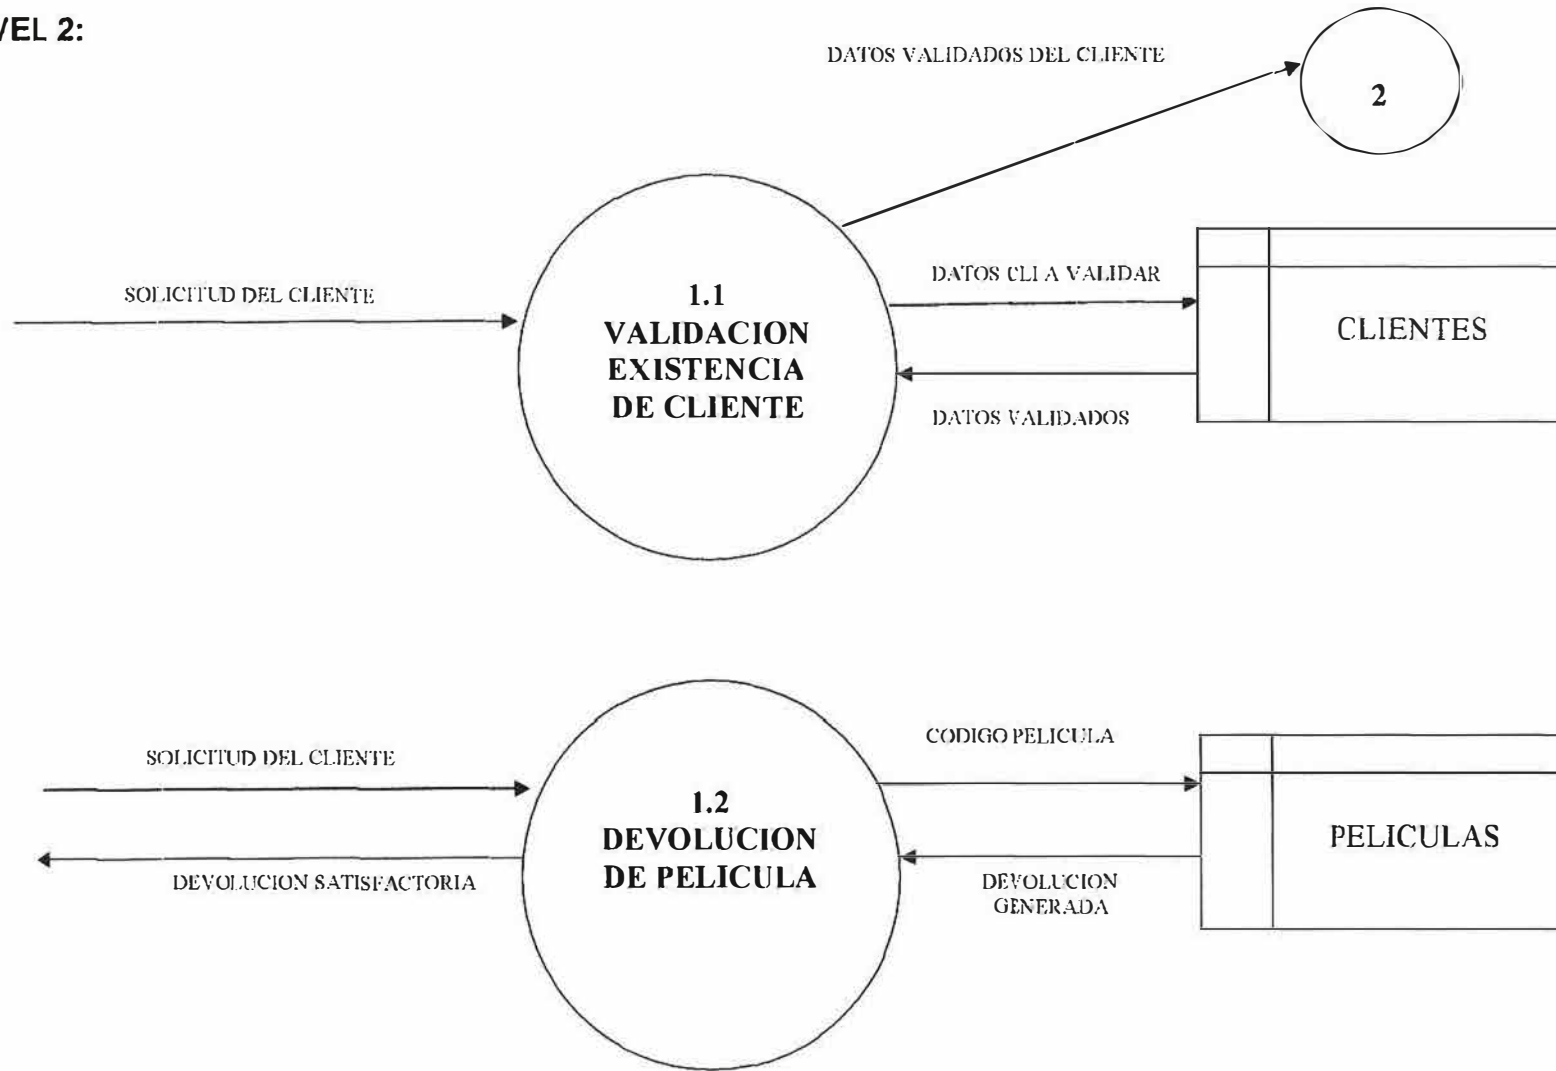 VEL 2:
DATOS VALIDADOS DEL CLIENTE
2
SOLICITUD DEL CLIENTE
1.1
VALIDACION
EXISTENCIA
DE CLIENTE
DATOS CLI A VALIDAR
CLIENTES
DATOS VALIDADOS
SOLICITUD DEL CLIENTE
1.2
DEVOLUCION
DE PELICULA
CODIGO PELICULA
PELICULAS
DEVOLUCION SATISFACTORIA
DEVOLUCION
GENERADA